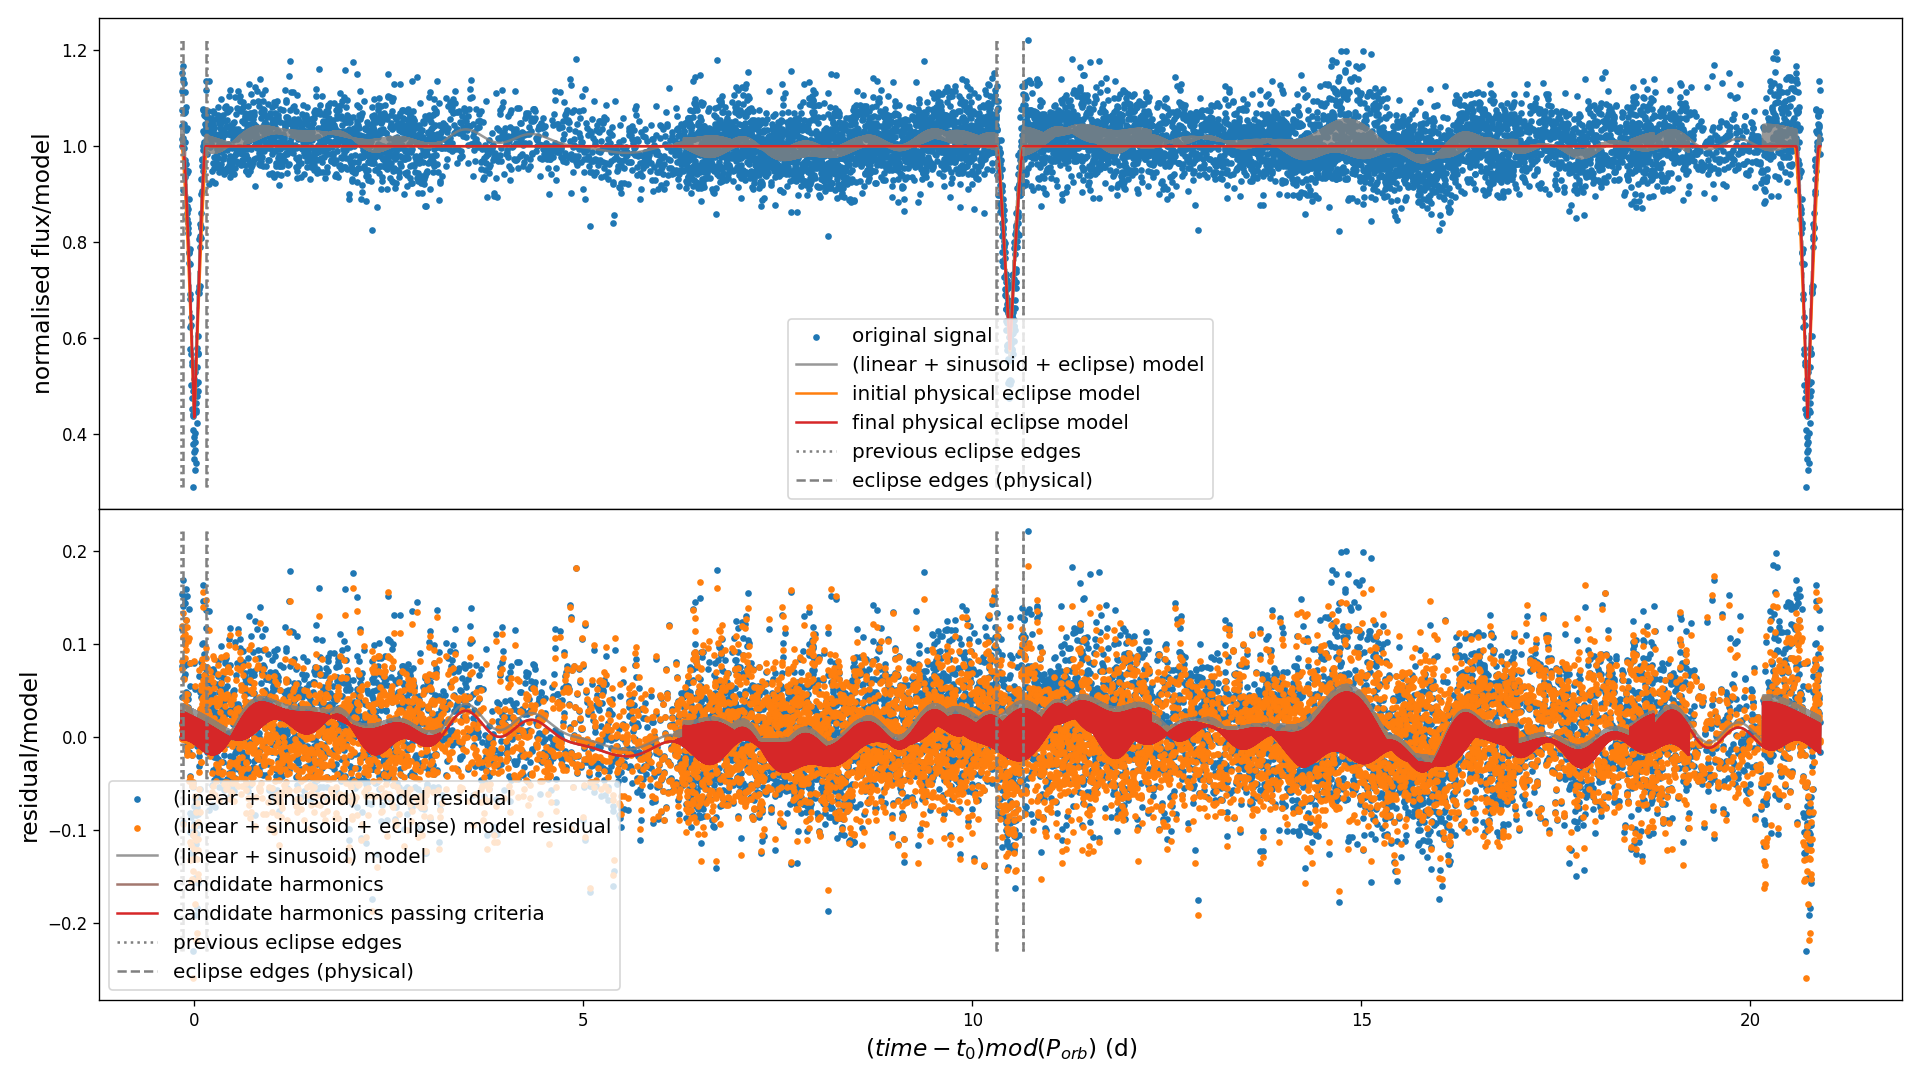 normalised flux/model
1.2
1.0
0.8
0.6
0.4
original signal
(linear + sinusoid + eclipse) model
initial physical eclipse model
final physical eclipse model
previous eclipse edges
eclipse edges (physical)
residual/model
0.2
0.1
0.0
−0.1
−0.2
(linear + sinusoid) model residual
(linear + sinusoid + eclipse) model residual
(linear + sinusoid) model
candidate harmonics
candidate harmonics passing criteria
previous eclipse edges
eclipse edges (physical)
0 5 10 15 20
(time − t₀)mod(P_orb) (d)